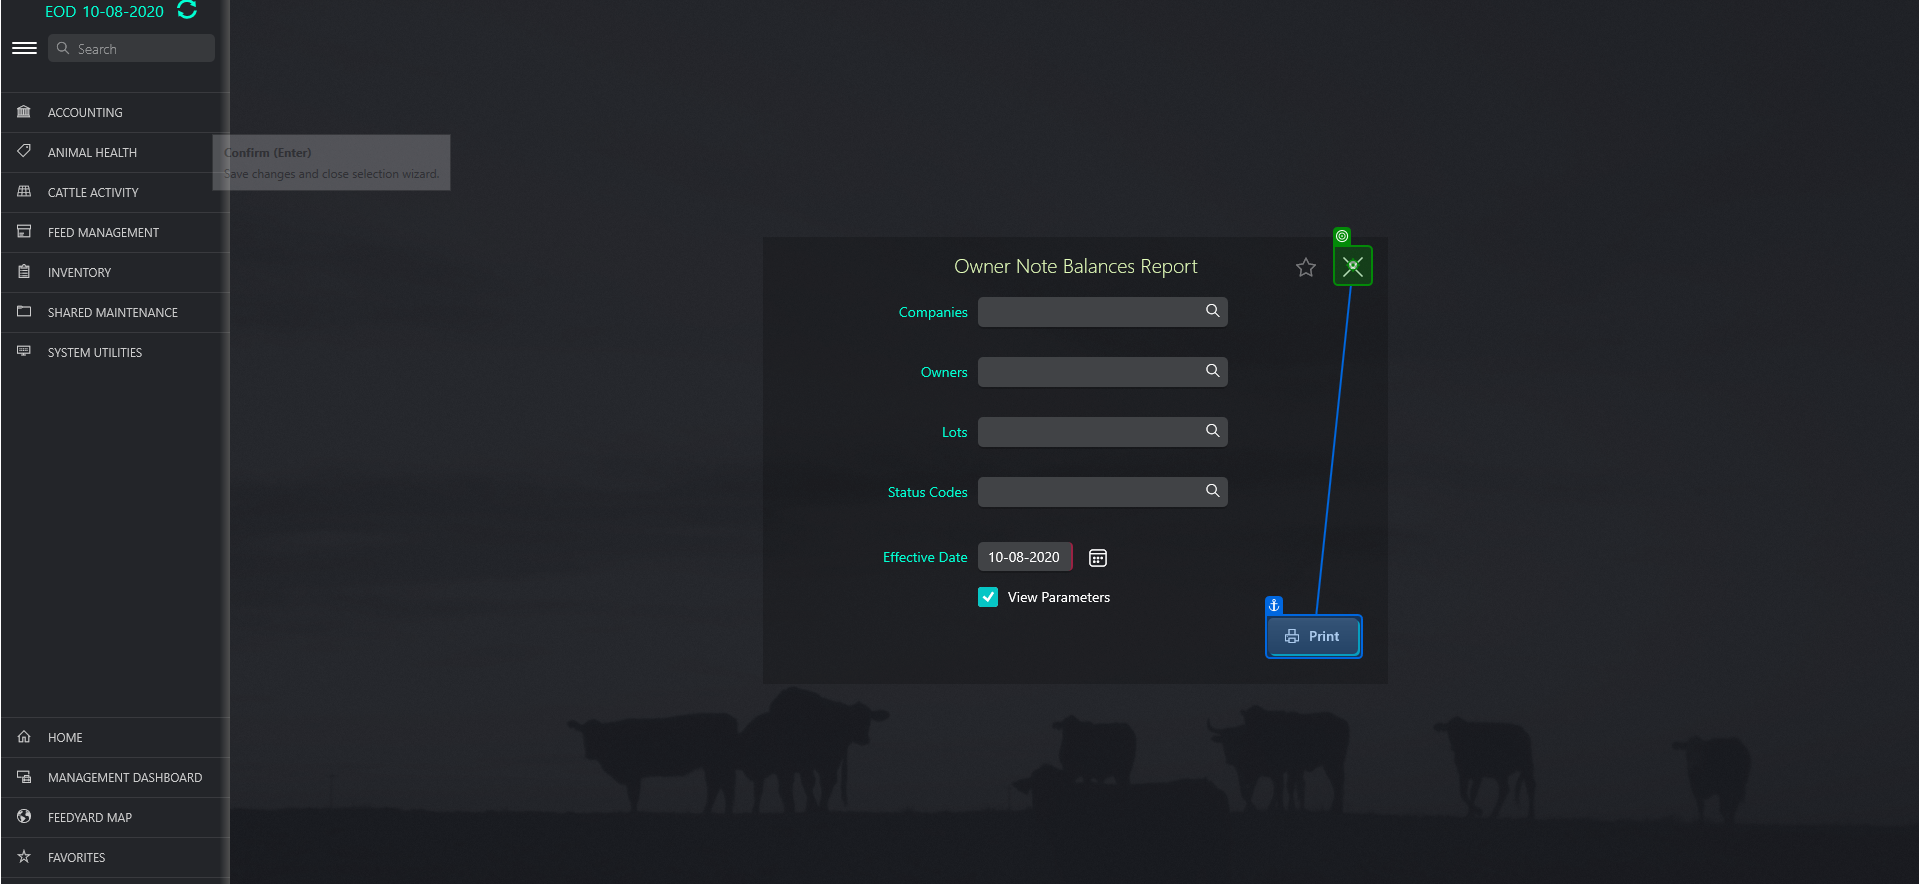 EOD 10-08-2020
Search
ACCOUNTING
ANIMAL HEALTH
CATTLE ACTIVITY
FEED MANAGEMENT
INVENTORY
SHARED MAINTENANCE
SYSTEM UTILITIES
HOME
MANAGEMENT DASHBOARD
FEEDYARD MAP
FAVORITES
Confirm (Enter)
Save changes and close selection wizard.
Owner Note Balances Report
Companies
Owners
Lots
Status Codes
Effective Date 10-08-2020
View Parameters
Print